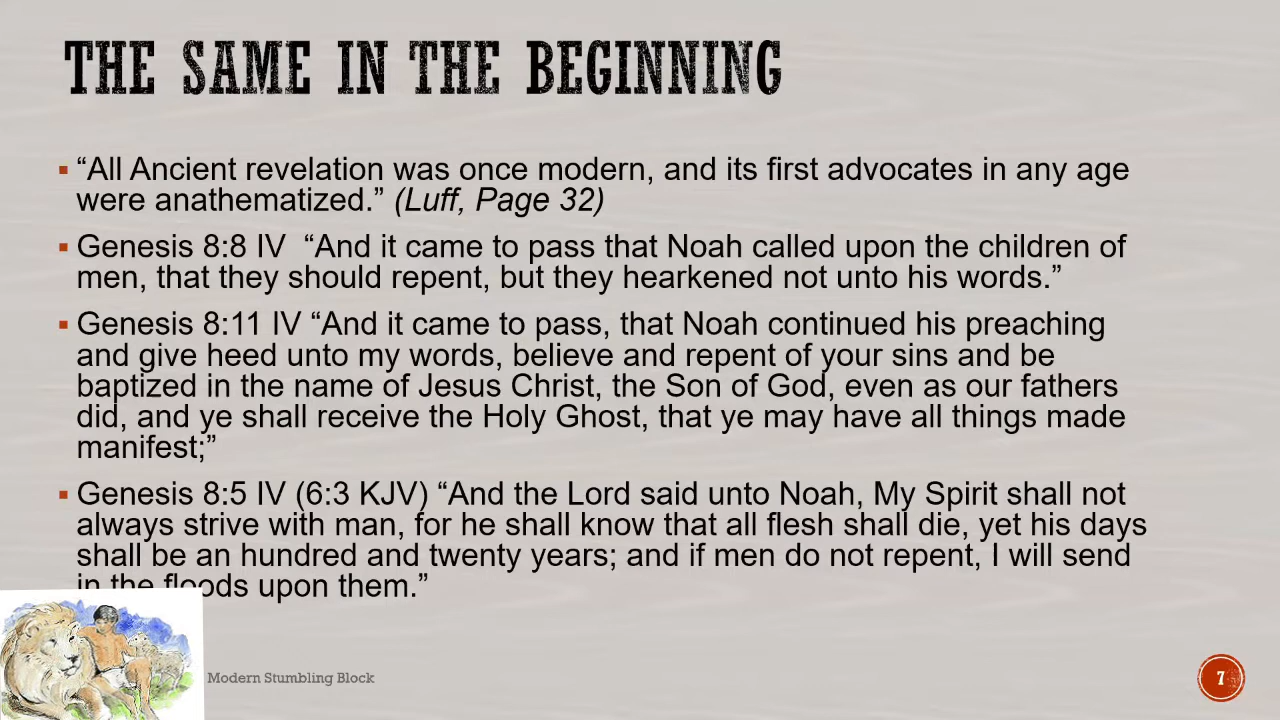 THE SAME IN THE BEGINNING
▪ “All Ancient revelation was once modern, and its first advocates in any age
were anathematized.” (Luff, Page 32)
▪ Genesis 8:8 IV  “And it came to pass that Noah called upon the children of
men, that they should repent, but they hearkened not unto his words.”
▪ Genesis 8:11 IV “And it came to pass, that Noah continued his preaching
and give heed unto my words, believe and repent of your sins and be
baptized in the name of Jesus Christ, the Son of God, even as our fathers
did, and ye shall receive the Holy Ghost, that ye may have all things made
manifest;”
▪ Genesis 8:5 IV (6:3 KJV) “And the Lord said unto Noah, My Spirit shall not
always strive with man, for he shall know that all flesh shall die, yet his days
shall be an hundred and twenty years; and if men do not repent, I will send
in the floods upon them.”
Modern Stumbling Block
7